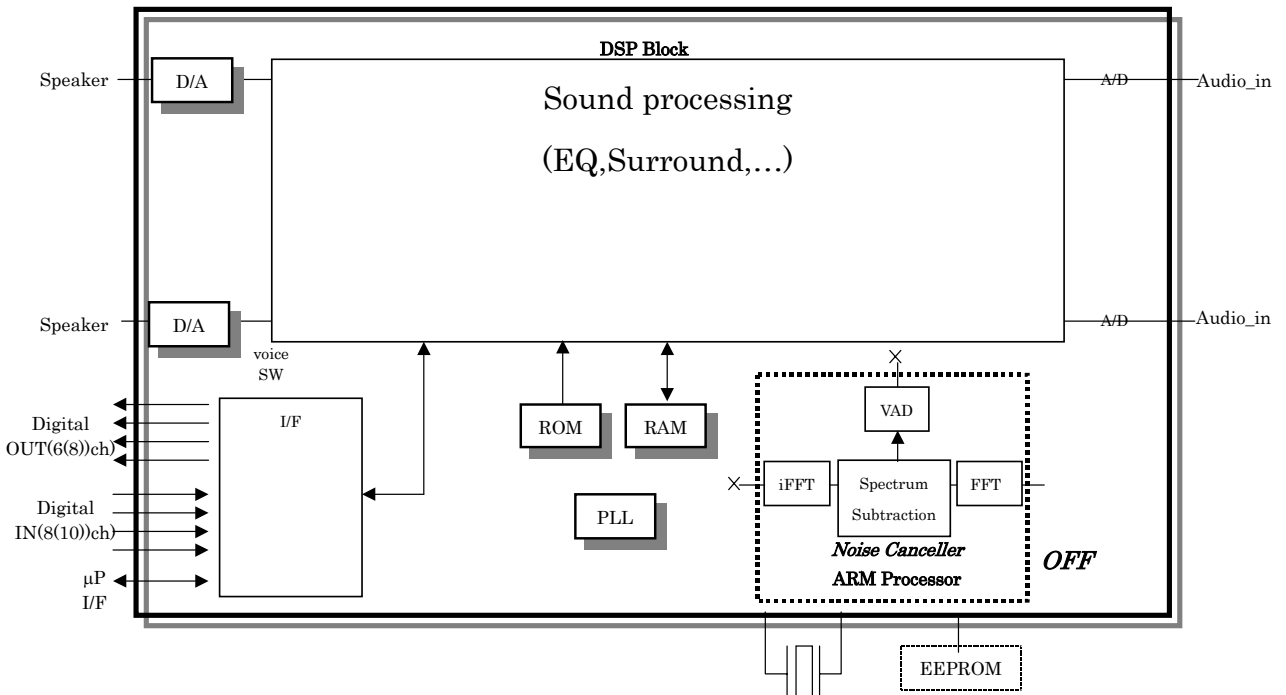 DSP Block
Speaker
D/A
Sound processing
(EQ,Surround,...)
A/D
Audio_in
Speaker
D/A
A/D
Audio_in
voice
SW
I/F
Digital
OUT(6(8))ch)
Digital
IN(8(10))ch)
μP
I/F
ROM
RAM
PLL
VAD
iFFT
Spectrum
Subtraction
FFT
Noise Canceller
ARM Processor
OFF
EEPROM